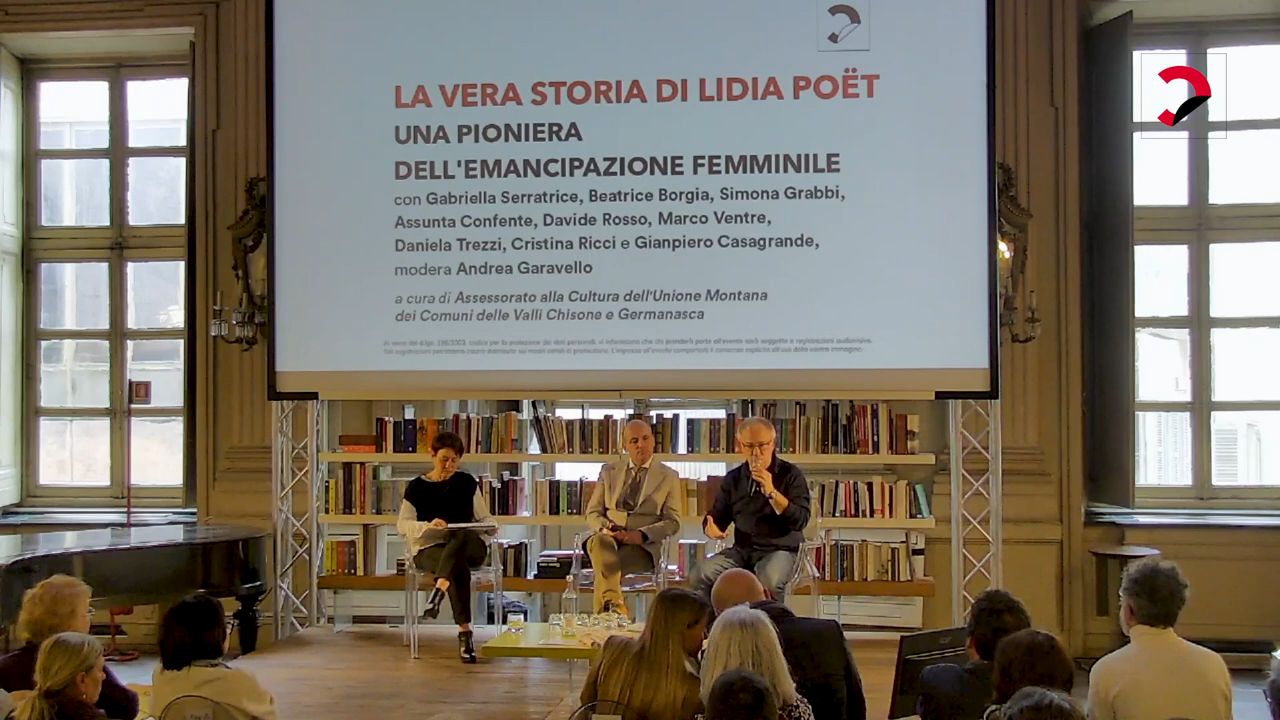 LA VERA STORIA DI LIDIA POËT
UNA PIONIERA
DELL'EMANCIPAZIONE FEMMINILE
con Gabriella Serratrice, Beatrice Borgia, Simona Grabbi,
Assunta Confente, Davide Rosso, Marco Ventre,
Daniela Trezzi, Cristina Ricci e Gianpiero Casagrande,
modera Andrea Garavello
a cura di Assessorato alla Cultura dell'Unione Montana
dei Comuni delle Valli Chisone e Germanasca